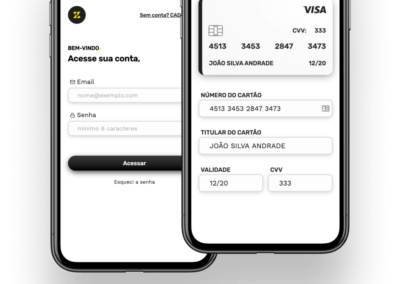 Z
Sem conta? CAD
BEM-VINDO
Acesse sua conta,
Email
nome@exemplo.com
Senha
mínimo 8 caracteres
Acessar
Esqueci a senha
VISA
CVV: 333
4513 3453 2847 3473
JOÃO SILVA ANDRADE 12/20
NÚMERO DO CARTÃO
4513 3453 2847 3473
TITULAR DO CARTÃO
JOÃO SILVA ANDRADE
VALIDADE CVV
12/20 333